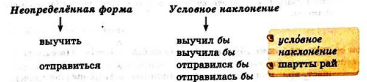 Неопределённая форма Условное наклонение
выучить выучил бы условное
выучила бы наклонение
отправиться отправился бы шартты рай
отправилась бы